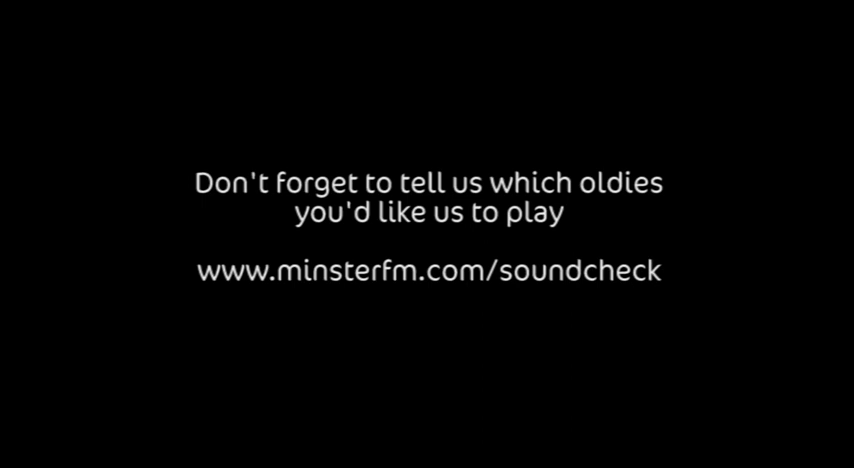 Don't forget to tell us which oldies
you'd like us to play
www.minsterfm.com/soundcheck